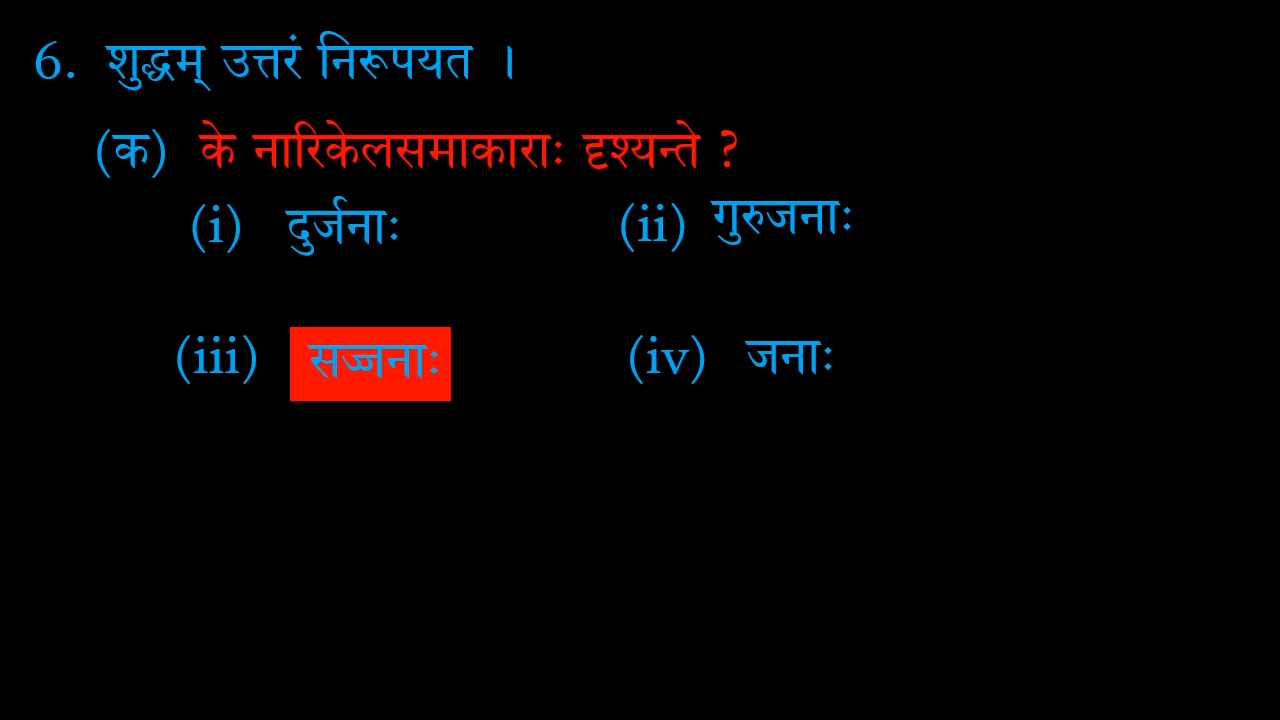 6. शुद्धम् उत्तरं निरूपयत ।
(क) के नारिकेलसमाकाराः दृश्यन्ते ?
(i) दुर्जनाः (ii) गुरुजनाः
(iii) सज्जनाः (iv) जनाः